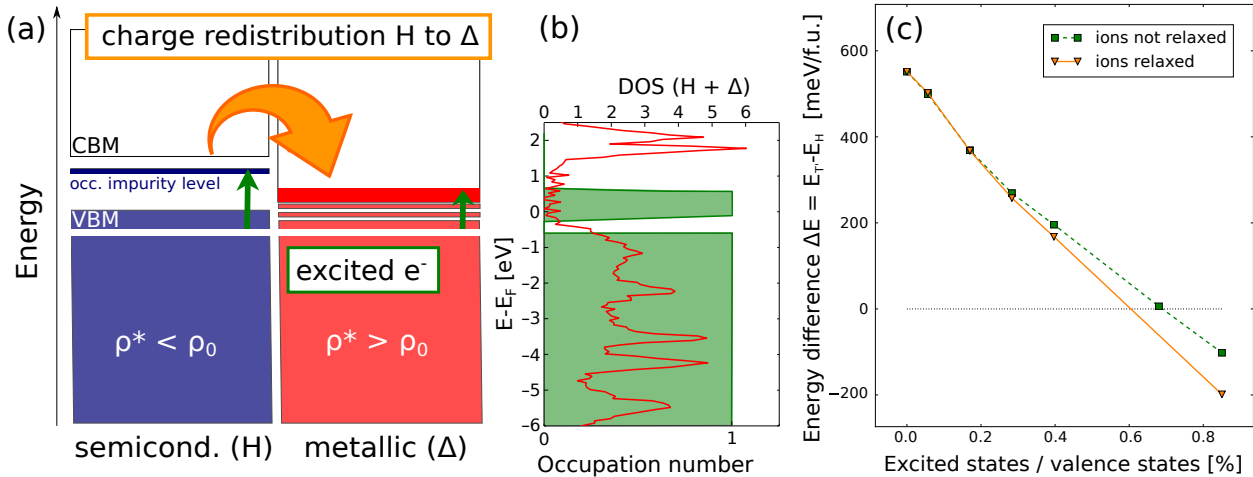 (a)
charge redistribution H to Δ
Energy
CBM
occ. impurity level
VBM
excited e⁻
ρ* < ρ₀
ρ* > ρ₀
semicond. (H)
metallic (Δ)
(b)
DOS (H + Δ)
0 1 2 3 4 5 6
E-E_F [eV]
2
1
0
−1
−2
−3
−4
−5
−6
0 1
Occupation number
(c)
ions not relaxed
ions relaxed
Energy difference ΔE = E_T'-E_H [meV/f.u.]
600
400
200
0
−200
0.0 0.2 0.4 0.6 0.8
Excited states / valence states [%]